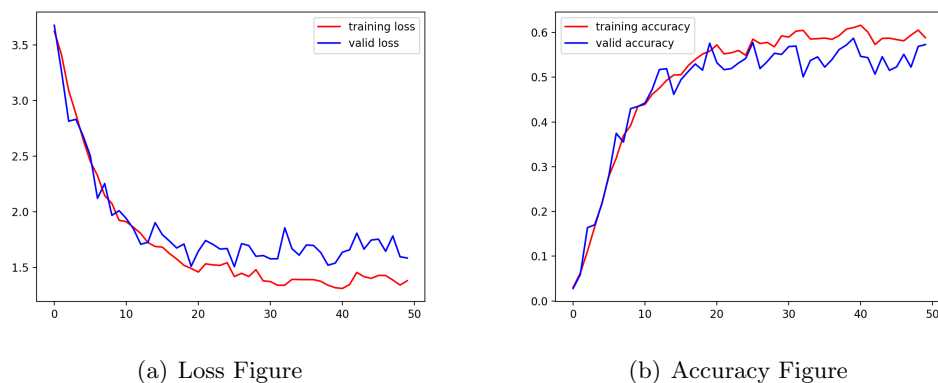 training loss
valid loss
3.5
3.0
2.5
2.0
1.5
0 10 20 30 40 50
(a) Loss Figure
training accuracy
valid accuracy
0.6
0.5
0.4
0.3
0.2
0.1
0.0
0 10 20 30 40 50
(b) Accuracy Figure